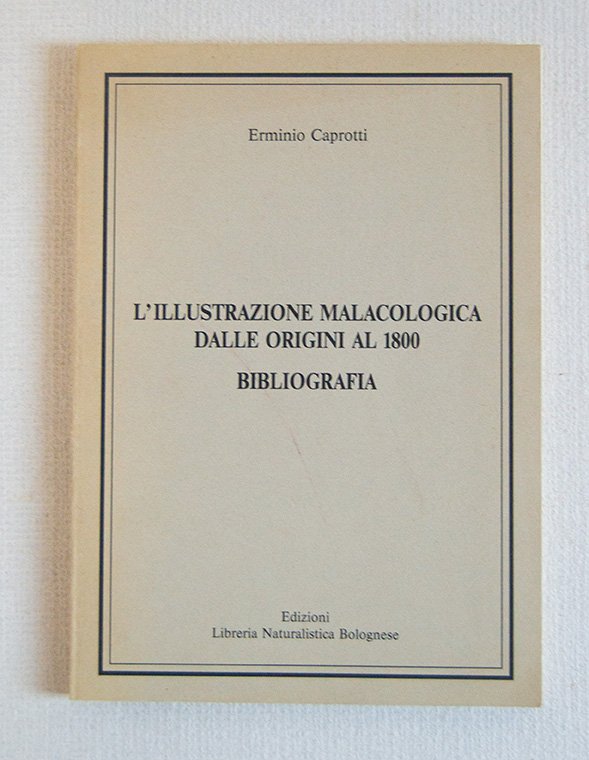 Erminio Caprotti
L'ILLUSTRAZIONE MALACOLOGICA
DALLE ORIGINI AL 1800
BIBLIOGRAFIA
Edizioni
Libreria Naturalistica Bolognese